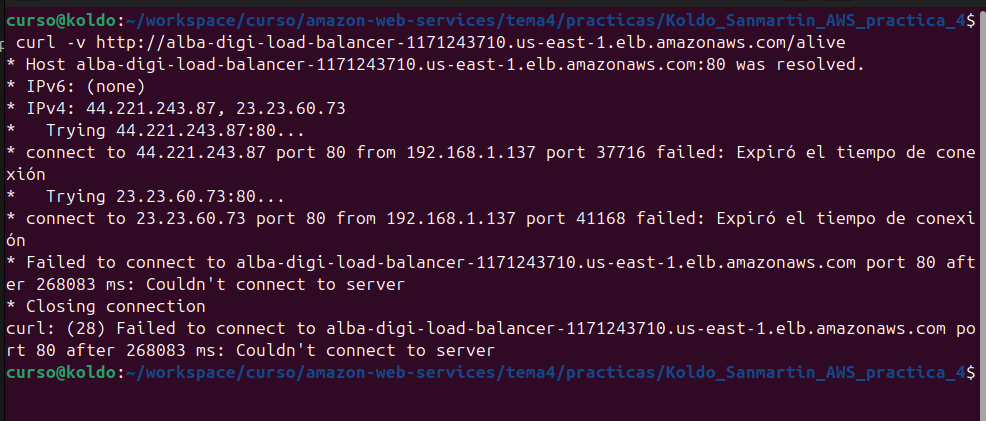 curso@koldo:~/workspace/curso/amazon-web-services/tema4/practicas/Koldo_Sanmartin_AWS_practica_4$
curl -v http://alba-digi-load-balancer-1171243710.us-east-1.elb.amazonaws.com/alive
* Host alba-digi-load-balancer-1171243710.us-east-1.elb.amazonaws.com:80 was resolved.
* IPv6: (none)
* IPv4: 44.221.243.87, 23.23.60.73
*   Trying 44.221.243.87:80...
* connect to 44.221.243.87 port 80 from 192.168.1.137 port 37716 failed: Expiró el tiempo de cone
xión
*   Trying 23.23.60.73:80...
* connect to 23.23.60.73 port 80 from 192.168.1.137 port 41168 failed: Expiró el tiempo de conexi
ón
* Failed to connect to alba-digi-load-balancer-1171243710.us-east-1.elb.amazonaws.com port 80 aft
er 268083 ms: Couldn't connect to server
* Closing connection
curl: (28) Failed to connect to alba-digi-load-balancer-1171243710.us-east-1.elb.amazonaws.com po
rt 80 after 268083 ms: Couldn't connect to server
curso@koldo:~/workspace/curso/amazon-web-services/tema4/practicas/Koldo_Sanmartin_AWS_practica_4$